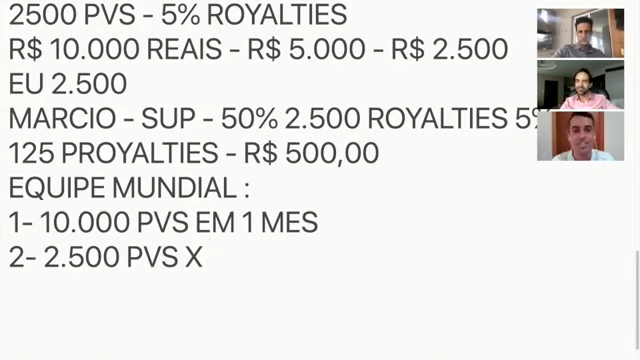 2500 PVS - 5% ROYALTIES
R$ 10.000 REAIS - R$ 5.000 - R$ 2.500
EU 2.500
MARCIO - SUP - 50% 2.500 ROYALTIES 5%
125 PROYALTIES - R$ 500,00
EQUIPE MUNDIAL :
1- 10.000 PVS EM 1 MES
2- 2.500 PVS X